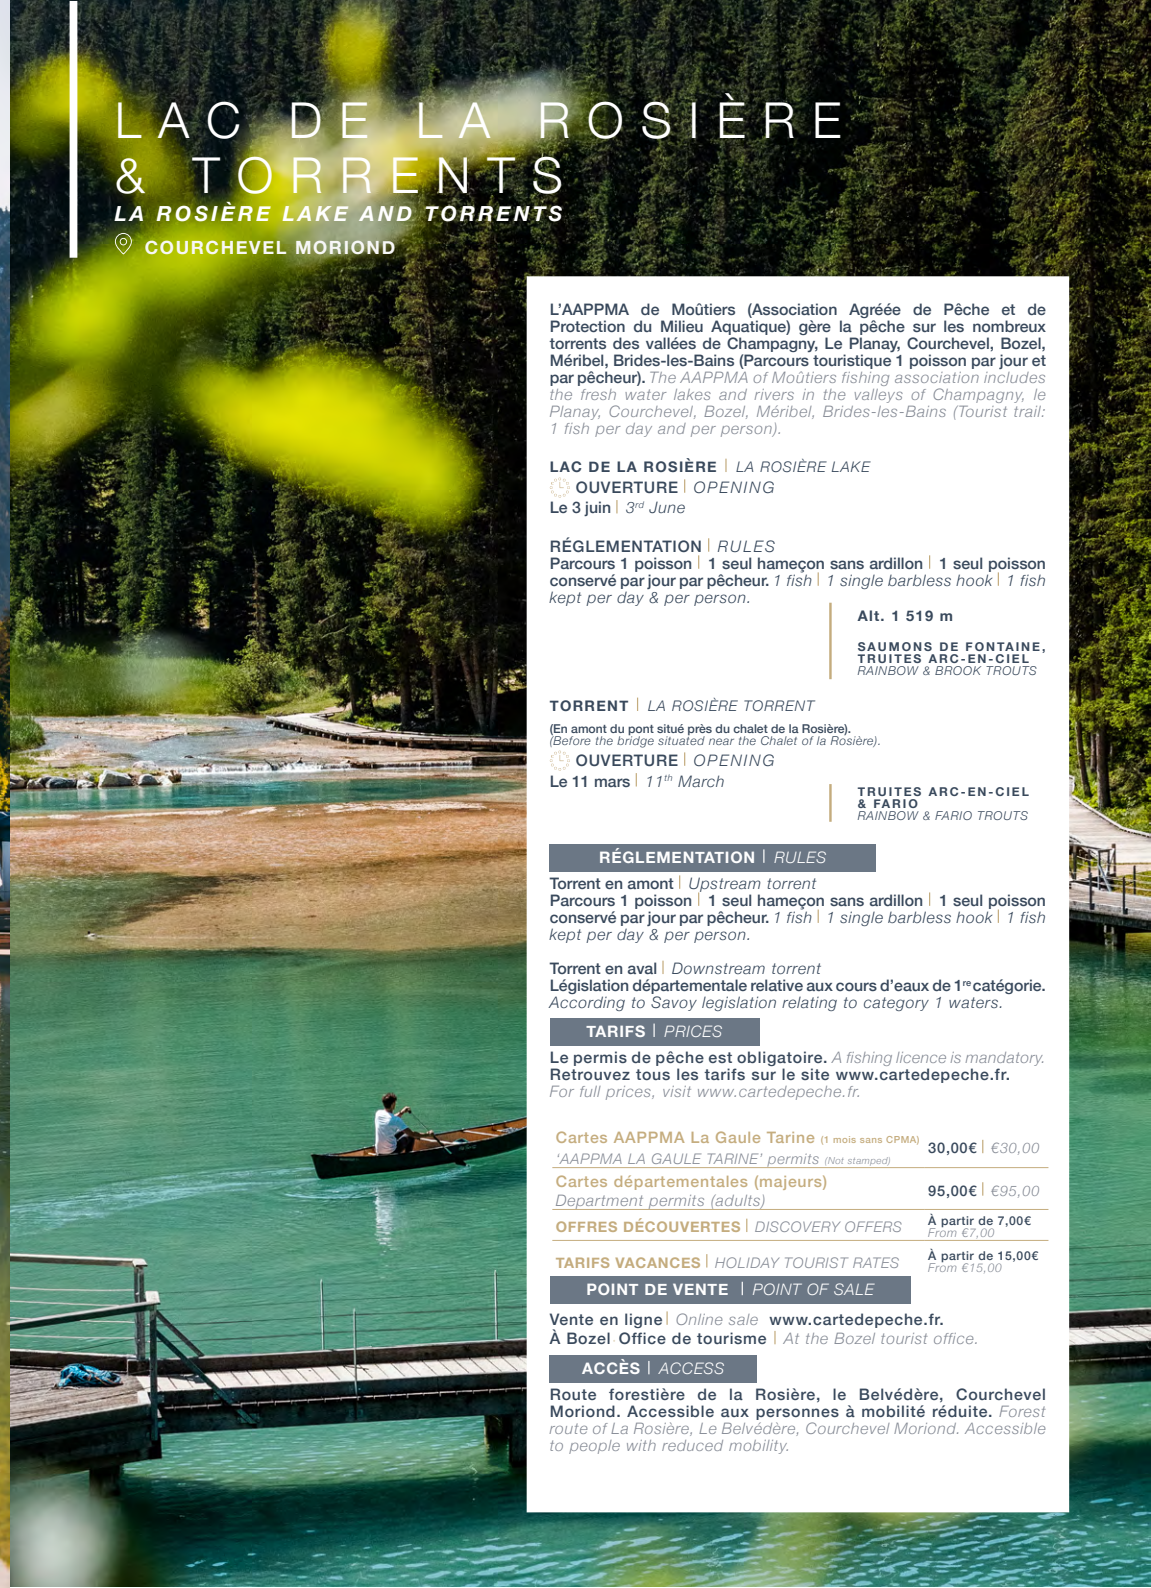 LAC DE LA ROSIÈRE
& TORRENTS
LA ROSIÈRE LAKE AND TORRENTS
COURCHEVEL MORIOND
L'AAPPMA de Moûtiers (Association Agréée de Pêche et de
Protection du Milieu Aquatique) gère la pêche sur les nombreux
torrents des vallées de Champagny, Le Planay, Courchevel, Bozel,
Méribel, Brides-les-Bains (Parcours touristique 1 poisson par jour et
par pêcheur). The AAPPMA of Moûtiers fishing association includes
the fresh water lakes and rivers in the valleys of Champagny, le
Planay, Courchevel, Bozel, Méribel, Brides-les-Bains (Tourist trail:
1 fish per day and per person).
LAC DE LA ROSIÈRE | LA ROSIÈRE LAKE
OUVERTURE | OPENING
Le 3 juin | 3rd June
RÉGLEMENTATION | RULES
Parcours 1 poisson | 1 seul hameçon sans ardillon | 1 seul poisson
conservé par jour par pêcheur. 1 fish | 1 single barbless hook | 1 fish
kept per day & per person.
Alt. 1 519 m
SAUMONS DE FONTAINE,
TRUITES ARC-EN-CIEL
RAINBOW & BROOK TROUTS
TORRENT | LA ROSIÈRE TORRENT
(En amont du pont situé près du chalet de la Rosière).
(Before the bridge situated near the Chalet of la Rosière).
OUVERTURE | OPENING
Le 11 mars | 11th March
TRUITES ARC-EN-CIEL
& FARIO
RAINBOW & FARIO TROUTS
RÉGLEMENTATION | RULES
Torrent en amont | Upstream torrent
Parcours 1 poisson | 1 seul hameçon sans ardillon | 1 seul poisson
conservé par jour par pêcheur. 1 fish | 1 single barbless hook | 1 fish
kept per day & per person.
Torrent en aval | Downstream torrent
Législation départementale relative aux cours d'eaux de 1re catégorie.
According to Savoy legislation relating to category 1 waters.
TARIFS | PRICES
Le permis de pêche est obligatoire. A fishing licence is mandatory.
Retrouvez tous les tarifs sur le site www.cartedepeche.fr.
For full prices, visit www.cartedepeche.fr.
Cartes AAPPMA La Gaule Tarine (1 mois sans CPMA)
'AAPPMA LA GAULE TARINE' permits (Not stamped)
30,00€ | €30,00
Cartes départementales (majeurs)
Department permits (adults)
95,00€ | €95,00
OFFRES DÉCOUVERTES | DISCOVERY OFFERS
À partir de 7,00€
From €7,00
TARIFS VACANCES | HOLIDAY TOURIST RATES
À partir de 15,00€
From €15,00
POINT DE VENTE | POINT OF SALE
Vente en ligne | Online sale www.cartedepeche.fr.
À Bozel Office de tourisme | At the Bozel tourist office.
ACCÈS | ACCESS
Route forestière de la Rosière, le Belvédère, Courchevel
Moriond. Accessible aux personnes à mobilité réduite. Forest
route of La Rosière, Le Belvédère, Courchevel Moriond. Accessible
to people with reduced mobility.